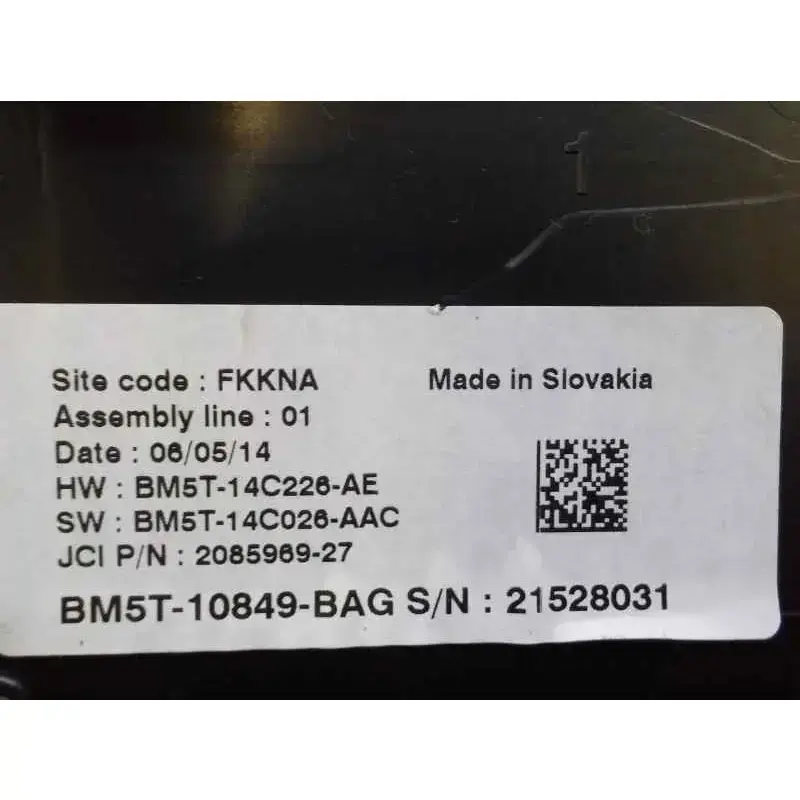 1
Site code : FKKNA Made in Slovakia
Assembly line : 01
Date : 06/05/14
HW : BM5T-14C226-AE
SW : BM5T-14C026-AAC
JCI P/N : 2085969-27
BM5T-10849-BAG S/N : 21528031